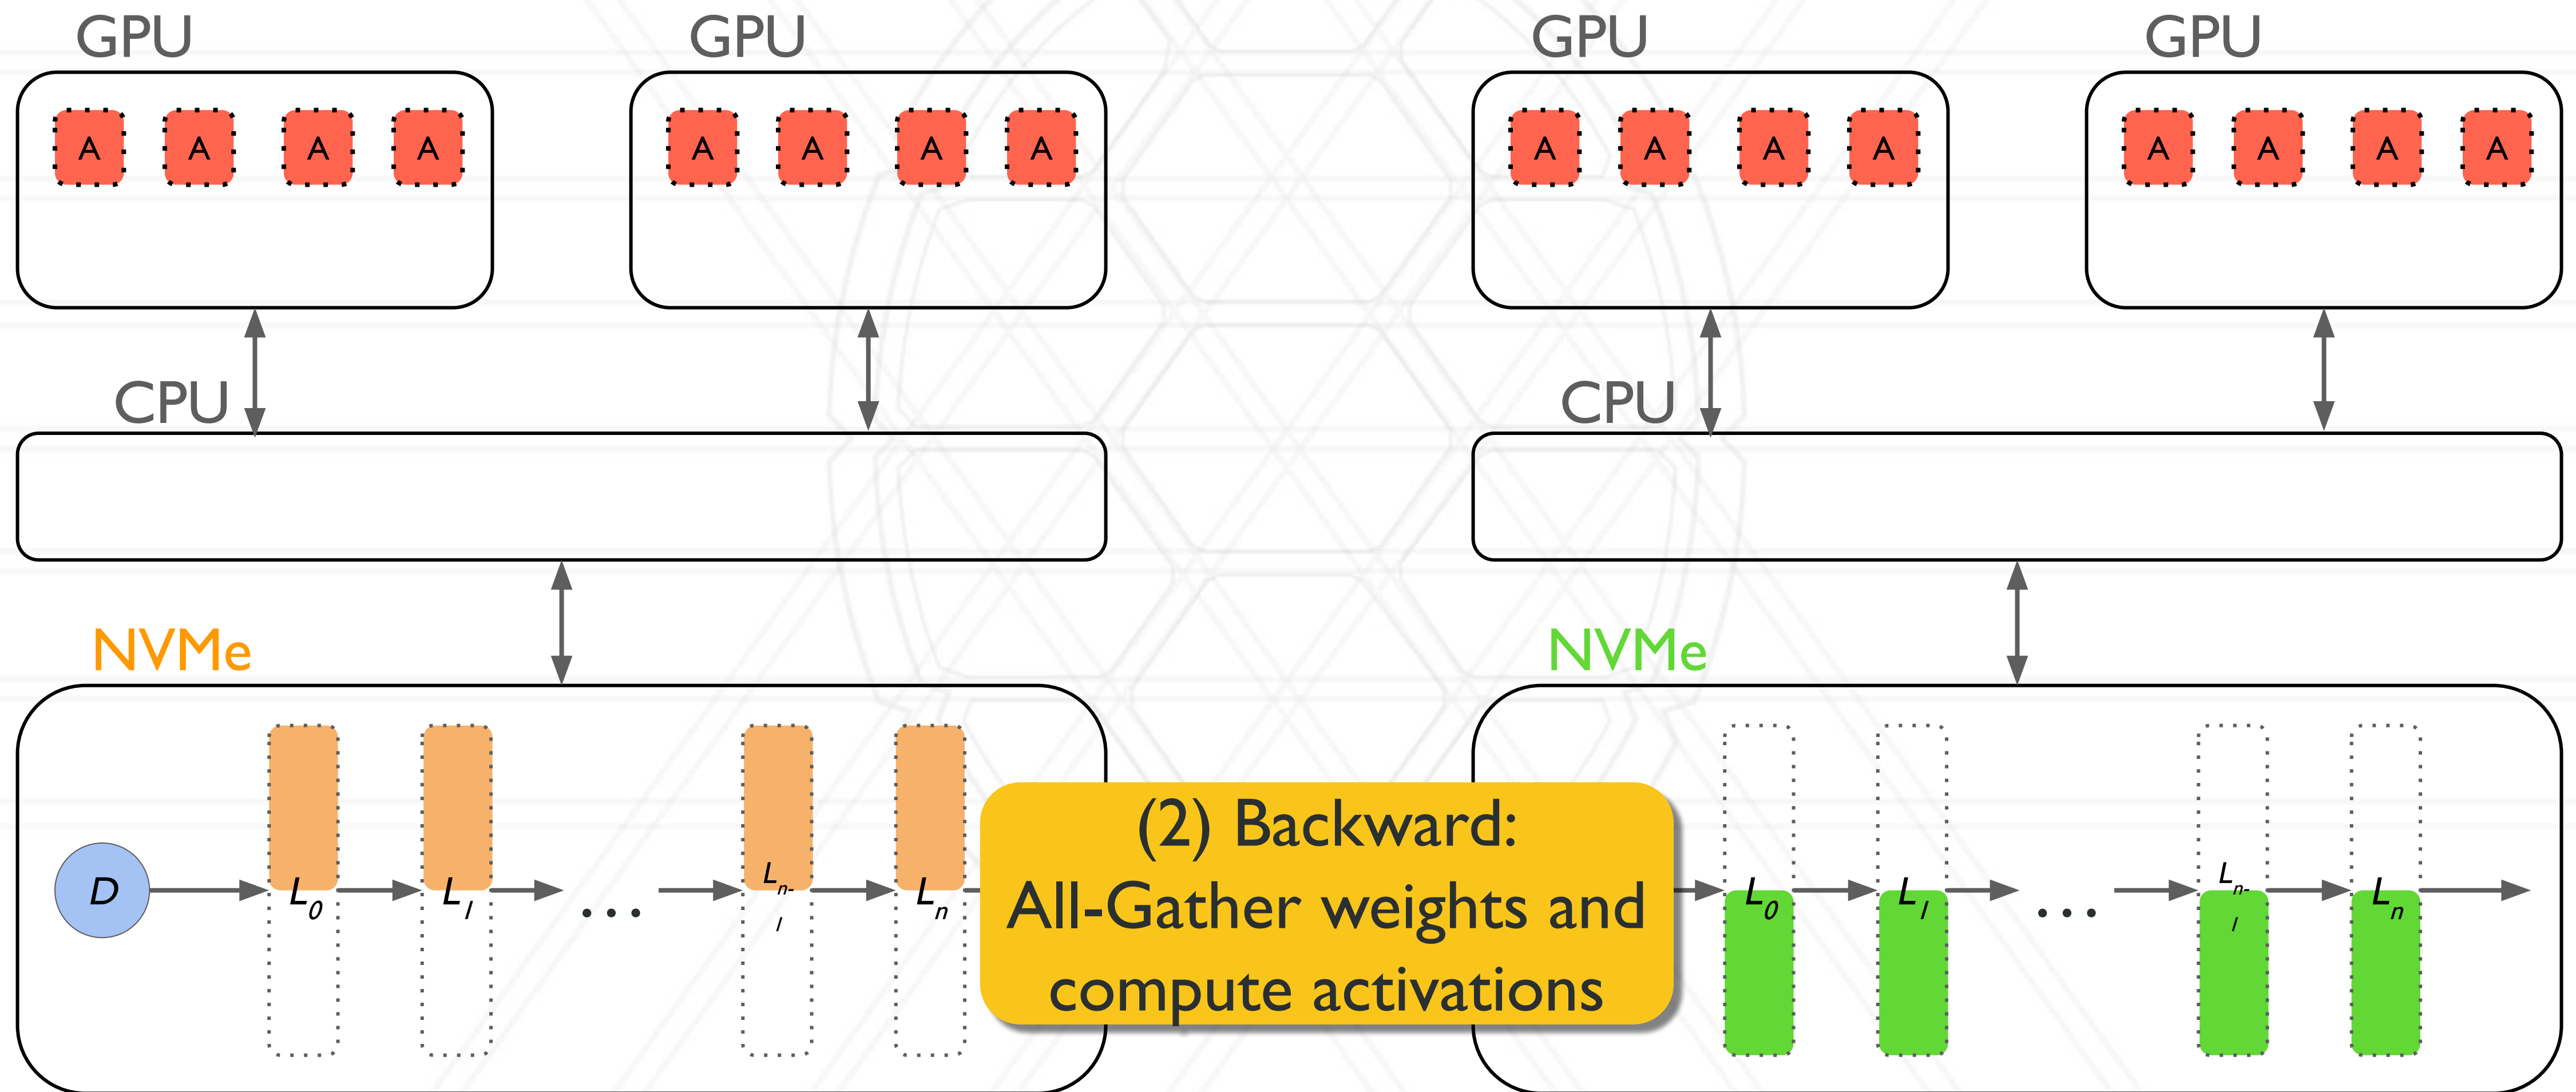 GPU GPU GPU GPU
A A A A A A A A A A A A A A A A
CPU CPU
NVMe NVMe
D L0 L1 ... Ln-1 Ln
(2) Backward:
All-Gather weights and
compute activations
L0 L1 ... Ln-1 Ln